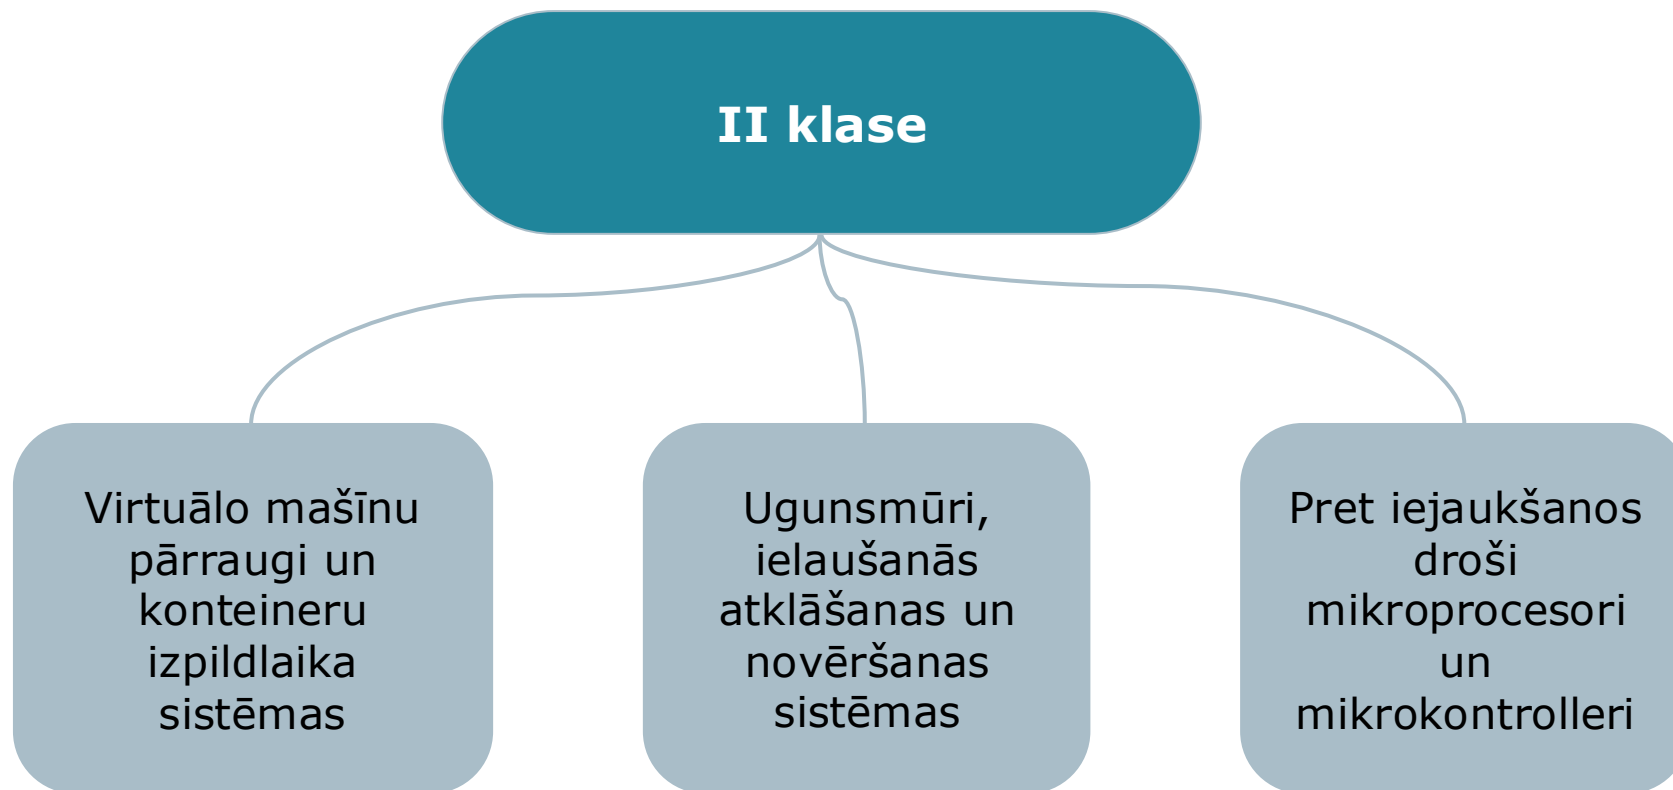 II klase
Virtuālo mašīnu
pārraugi un
konteineru
izpildlaika
sistēmas
Ugunsmūri,
ielaušanās
atklāšanas un
novēršanas
sistēmas
Pret iejaukšanos
droši
mikroprocesori
un
mikrokontrolleri